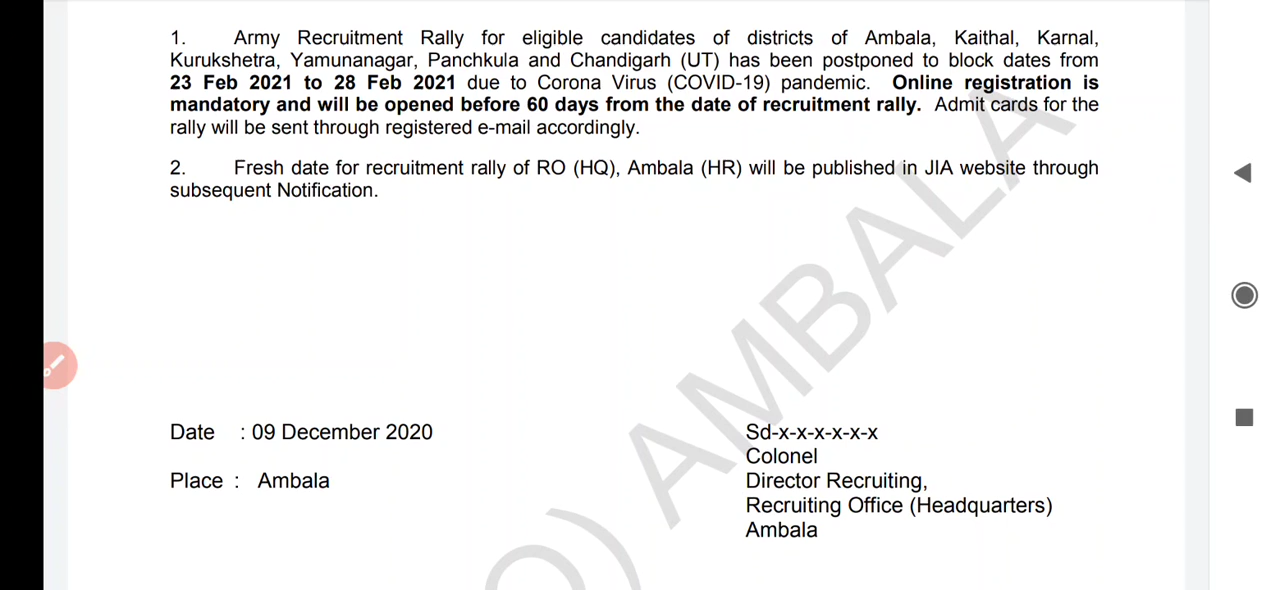 1. Army Recruitment Rally for eligible candidates of districts of Ambala, Kaithal, Karnal,
Kurukshetra, Yamunanagar, Panchkula and Chandigarh (UT) has been postponed to block dates from
23 Feb 2021 to 28 Feb 2021 due to Corona Virus (COVID-19) pandemic. Online registration is
mandatory and will be opened before 60 days from the date of recruitment rally. Admit cards for the
rally will be sent through registered e-mail accordingly.
2. Fresh date for recruitment rally of RO (HQ), Ambala (HR) will be published in JIA website through
subsequent Notification.
Date : 09 December 2020
Place : Ambala
Sd-x-x-x-x-x-x
Colonel
Director Recruiting,
Recruiting Office (Headquarters)
Ambala
) AMBALA